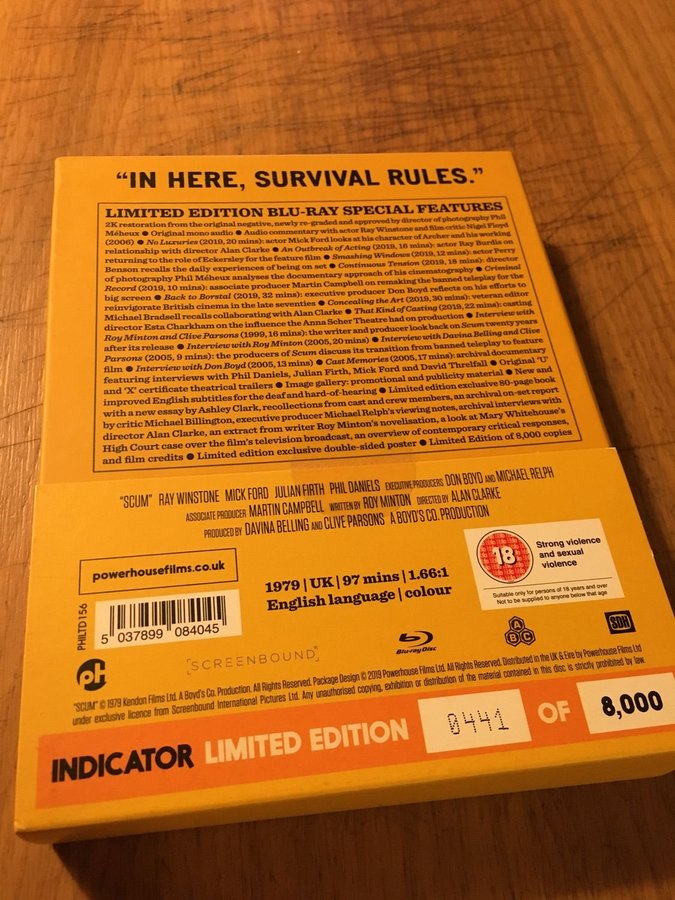 “IN HERE, SURVIVAL RULES.”
LIMITED EDITION BLU-RAY SPECIAL FEATURES
2K restoration from the original negative, newly re-graded and approved by director of photography Phil
Méheux ● Original mono audio ● Audio commentary with actor Ray Winstone and film critic Nigel Floyd
(2006) ● No Luxuries (2019, 20 mins): actor Mick Ford looks at his character of Archer and his working
relationship with director Alan Clarke ● An Outbreak of Acting (2019, 16 mins): actor Ray Burdis on
returning to the role of Eckersley for the feature film ● Smashing Windows (2019, 12 mins): actor Perry
Benson recalls the daily experiences of being on set ● Continuous Tension (2019, 18 mins): director
of photography Phil Méheux analyses the documentary approach of his cinematography ● Criminal
Record (2019, 10 mins): associate producer Martin Campbell on remaking the banned teleplay for the
big screen ● Back to Borstal (2019, 32 mins): executive producer Don Boyd reflects on his efforts to
reinvigorate British cinema in the late seventies ● Concealing the Art (2019, 30 mins): veteran editor
Michael Bradsell recalls collaborating with Alan Clarke ● That Kind of Casting (2019, 22 mins): casting
director Esta Charkham on the influence the Anna Scher Theatre had on production ● Interview with
Roy Minton and Clive Parsons (1999, 16 mins): the writer and producer look back on Scum twenty years
after its release ● Interview with Roy Minton (2005, 20 mins) ● Interview with Davina Belling and Clive
Parsons (2005, 9 mins): the producers of Scum discuss its transition from banned teleplay to feature
film ● Interview with Don Boyd (2005, 13 mins) ● Cast Memories (2005, 17 mins): archival documentary
featuring interviews with Phil Daniels, Julian Firth, Mick Ford and David Threlfall ● Original ‘U’
and ‘X’ certificate theatrical trailers ● Image gallery: promotional and publicity material ● New and
improved English subtitles for the deaf and hard-of-hearing ● Limited edition exclusive 80-page book
with a new essay by Ashley Clark, recollections from cast and crew members, an archival on-set report
by critic Michael Billington, executive producer Michael Relph’s viewing notes, archival interviews with
director Alan Clarke, an extract from writer Roy Minton’s novelisation, a look at Mary Whitehouse’s
High Court case over the film’s television broadcast, an overview of contemporary critical responses,
and film credits ● Limited edition exclusive double-sided poster ● Limited Edition of 8,000 copies
“SCUM” RAY WINSTONE MICK FORD JULIAN FIRTH PHIL DANIELS EXECUTIVE PRODUCERS DON BOYD AND MICHAEL RELPH
ASSOCIATE PRODUCER MARTIN CAMPBELL WRITTEN BY ROY MINTON DIRECTED BY ALAN CLARKE
PRODUCED BY DAVINA BELLING AND CLIVE PARSONS A BOYD’S CO. PRODUCTION
powerhousefilms.co.uk
1979 | UK | 97 mins | 1.66:1
English language | colour
18
Strong violence
and sexual
violence
Suitable only for persons of 18 years and over
Not to be supplied to any person below that age
PHILTD156
5 037899 084045
pH
SCREENBOUND
Blu-ray Disc
ABC
SDH
“SCUM” © 1979 Kendon Films Ltd. A Boyd’s Co. Production. All Rights Reserved. Package Design © 2019 Powerhouse Films Ltd. All Rights Reserved. Distributed in the UK & Eire by Powerhouse Films Ltd
under exclusive licence from Screenbound International Pictures Ltd. Any unauthorised copying, exhibition or distribution of the material contained in this disc is strictly prohibited by law.
INDICATOR LIMITED EDITION 0441 OF 8,000